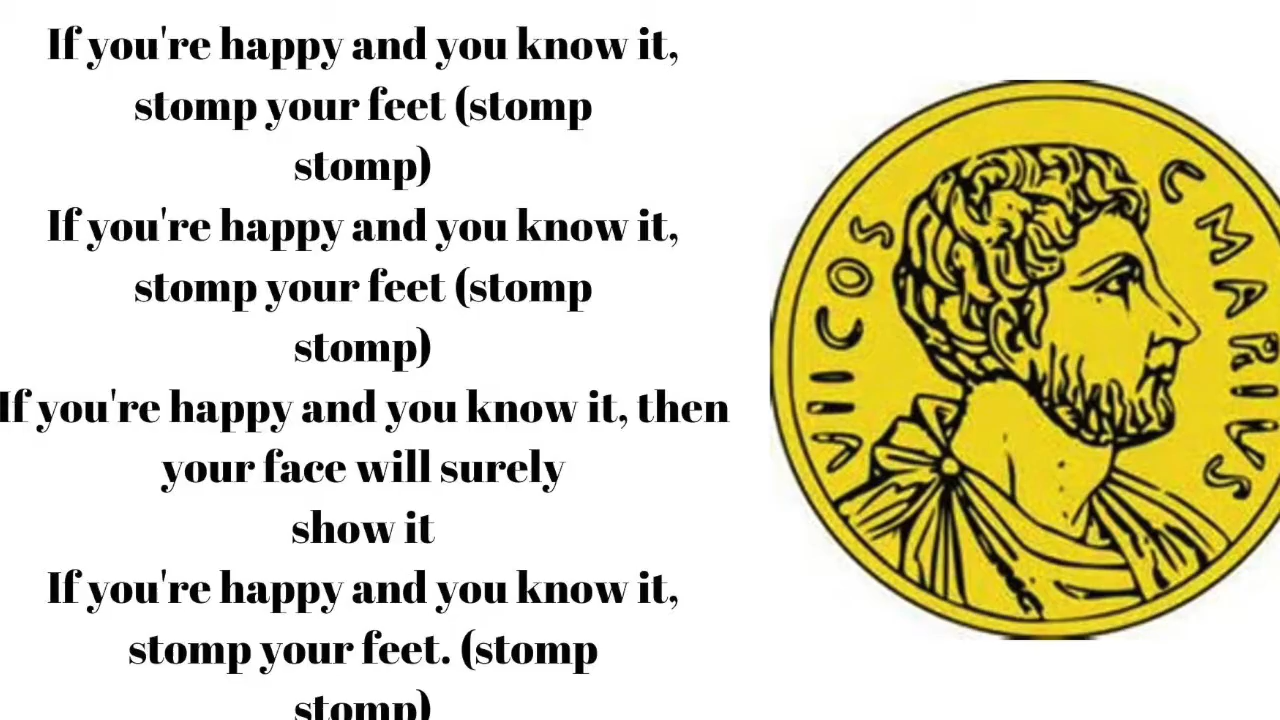 If you're happy and you know it,
stomp your feet (stomp
stomp)
If you're happy and you know it,
stomp your feet (stomp
stomp)
If you're happy and you know it, then
your face will surely
show it
If you're happy and you know it,
stomp your feet. (stomp
stomp)
VIICOS C MARIVS